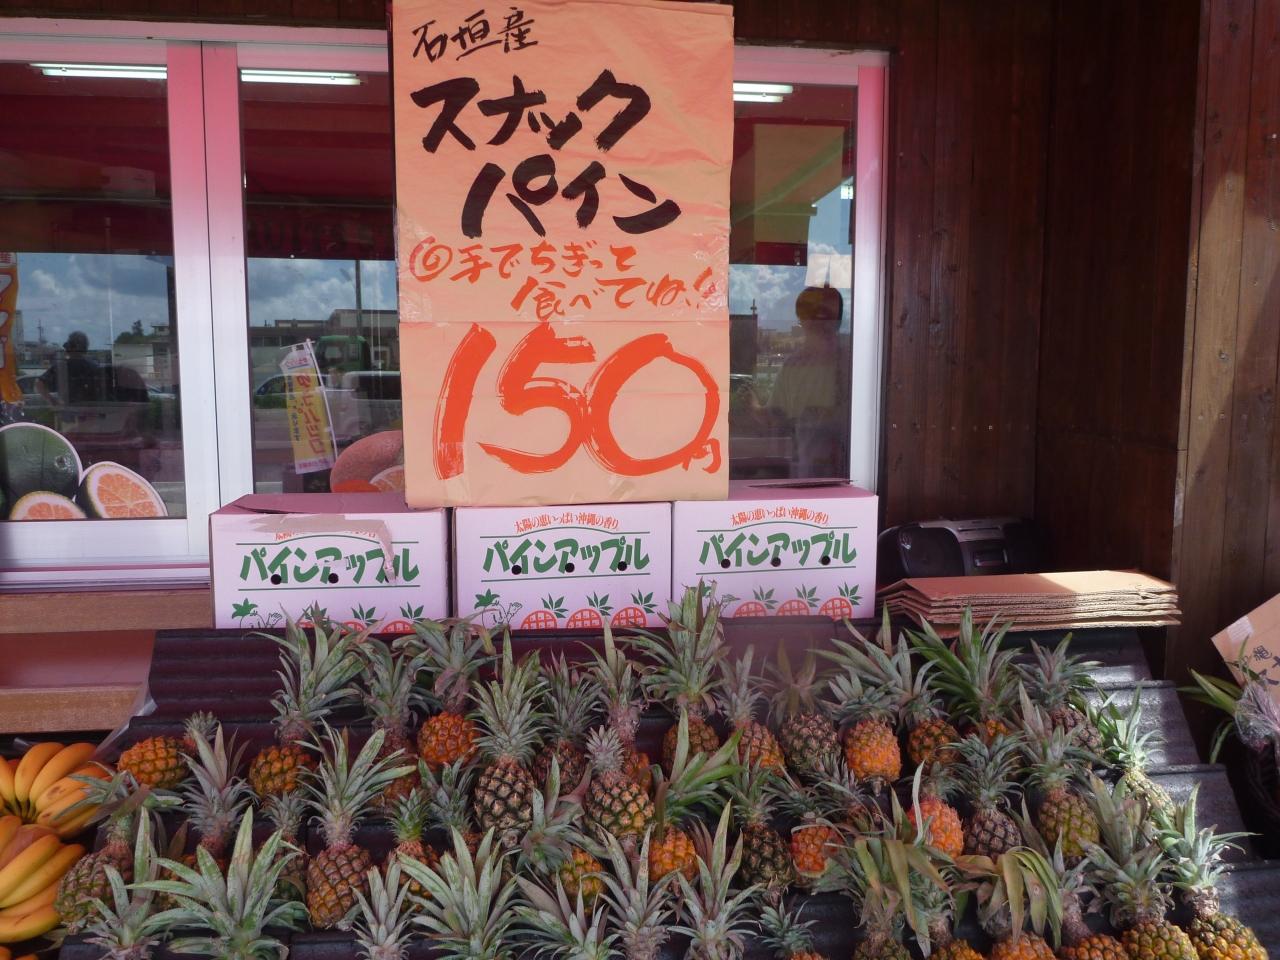 石垣産
スナック
パイン
◎手でちぎって
食べてね!!
150円
パインアップル
太陽の恵いっぱい沖縄の香り
パインアップル
太陽の恵いっぱい沖縄の香り
パインアップル